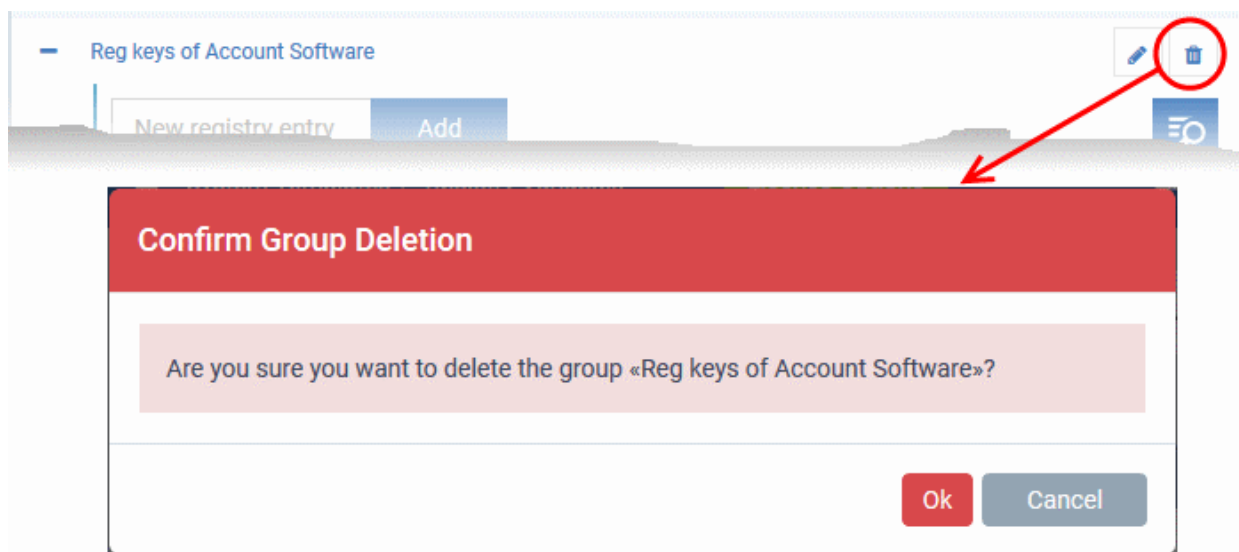 Reg keys of Account Software
New registry entry
Add
Confirm Group Deletion
Are you sure you want to delete the group «Reg keys of Account Software»?
Ok
Cancel